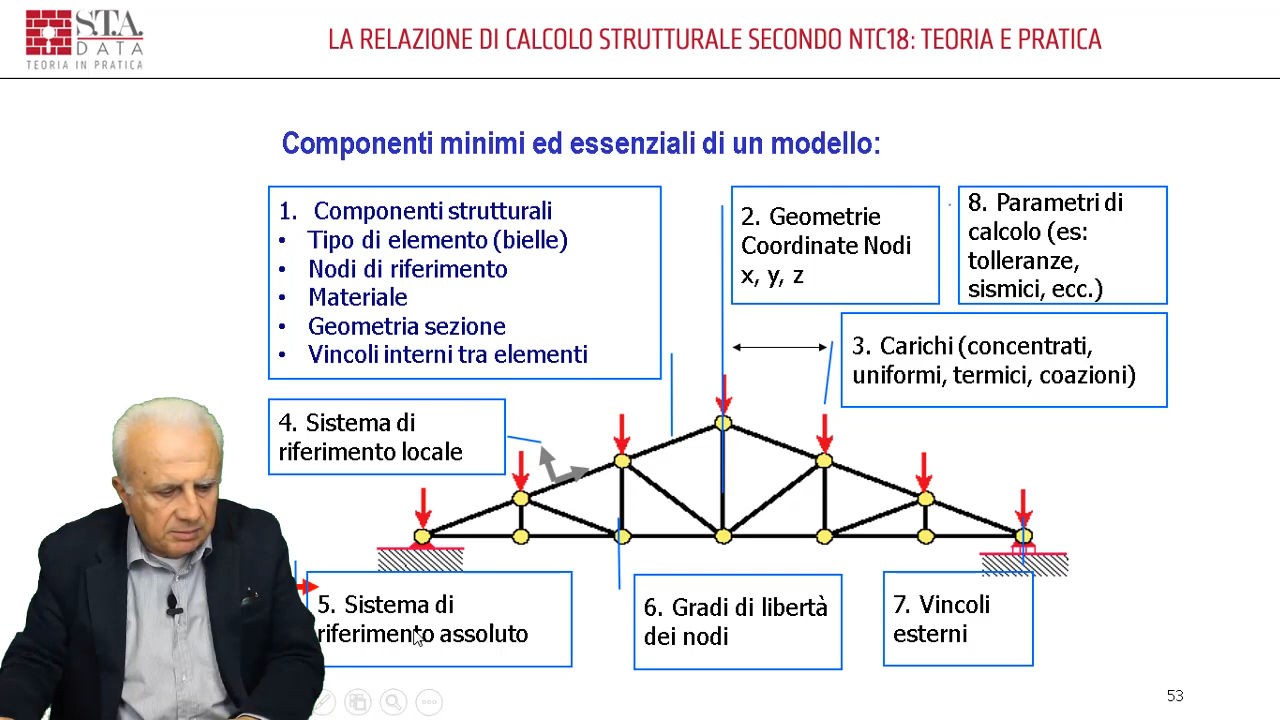 S.T.A.
DATA
TEORIA IN PRATICA
LA RELAZIONE DI CALCOLO STRUTTURALE SECONDO NTC18: TEORIA E PRATICA
Componenti minimi ed essenziali di un modello:
1. Componenti strutturali
• Tipo di elemento (bielle)
• Nodi di riferimento
• Materiale
• Geometria sezione
• Vincoli interni tra elementi
2. Geometrie
Coordinate Nodi
x, y, z
8. Parametri di
calcolo (es:
tolleranze,
sismici, ecc.)
3. Carichi (concentrati,
uniformi, termici, coazioni)
4. Sistema di
riferimento locale
5. Sistema di
riferimento assoluto
6. Gradi di libertà
dei nodi
7. Vincoli
esterni
53